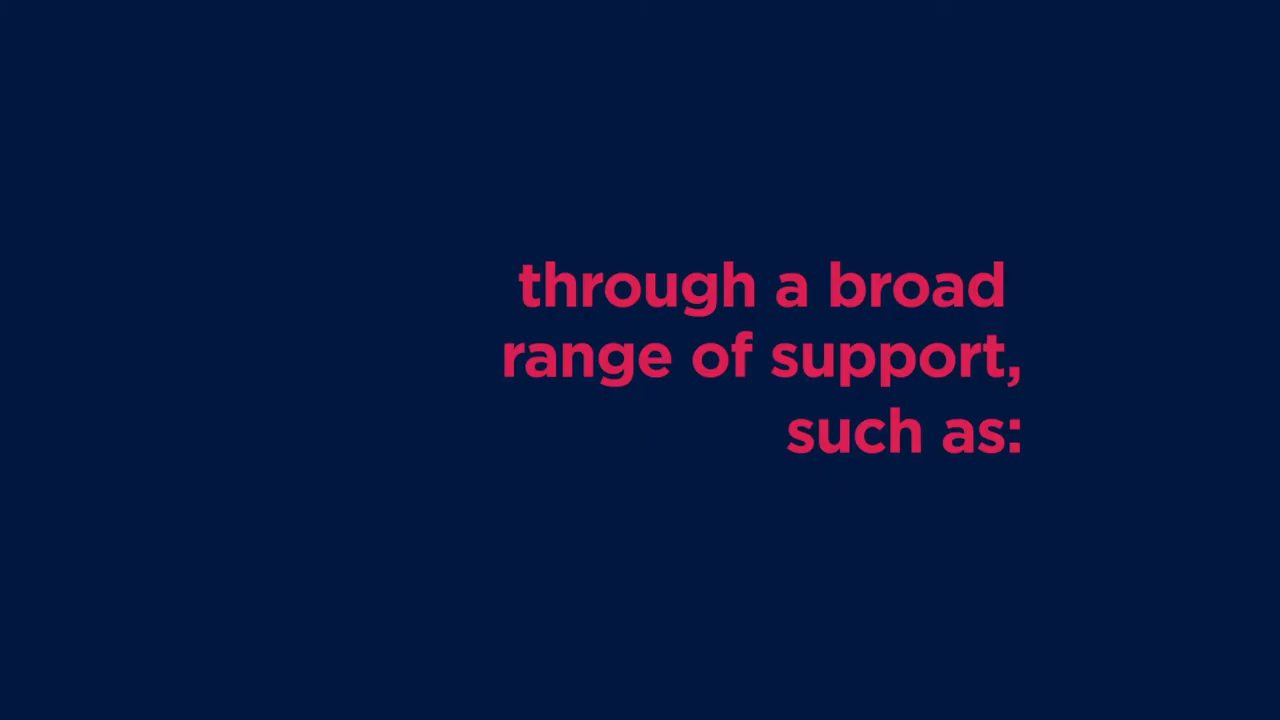 through a broad
range of support,
such as: